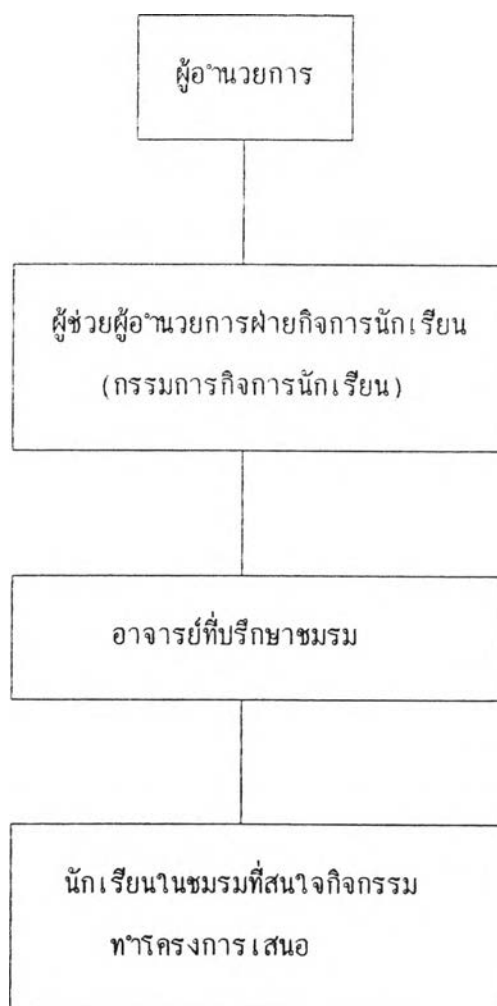 ผู้อำนวยการ
ผู้ช่วยผู้อำนวยการฝ่ายกิจการนักเรียน
(กรรมการกิจการนักเรียน)
อาจารย์ที่ปรึกษาชมรม
นักเรียนในชมรมที่สนใจกิจกรรม
ทำโครงการเสนอ